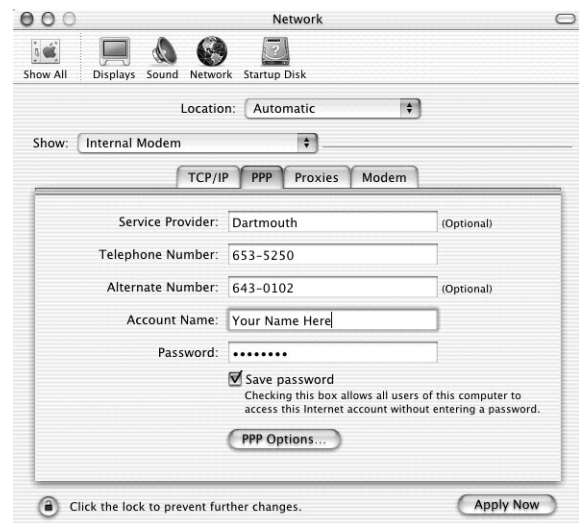 Network
Show All Displays Sound Network Startup Disk
Location: Automatic
Show: Internal Modem
TCP/IP PPP Proxies Modem
Service Provider: Dartmouth (Optional)
Telephone Number: 653-5250
Alternate Number: 643-0102 (Optional)
Account Name: Your Name Here
Password: ••••••••
Save password
Checking this box allows all users of this computer to
access this Internet account without entering a password.
PPP Options...
Click the lock to prevent further changes. Apply Now